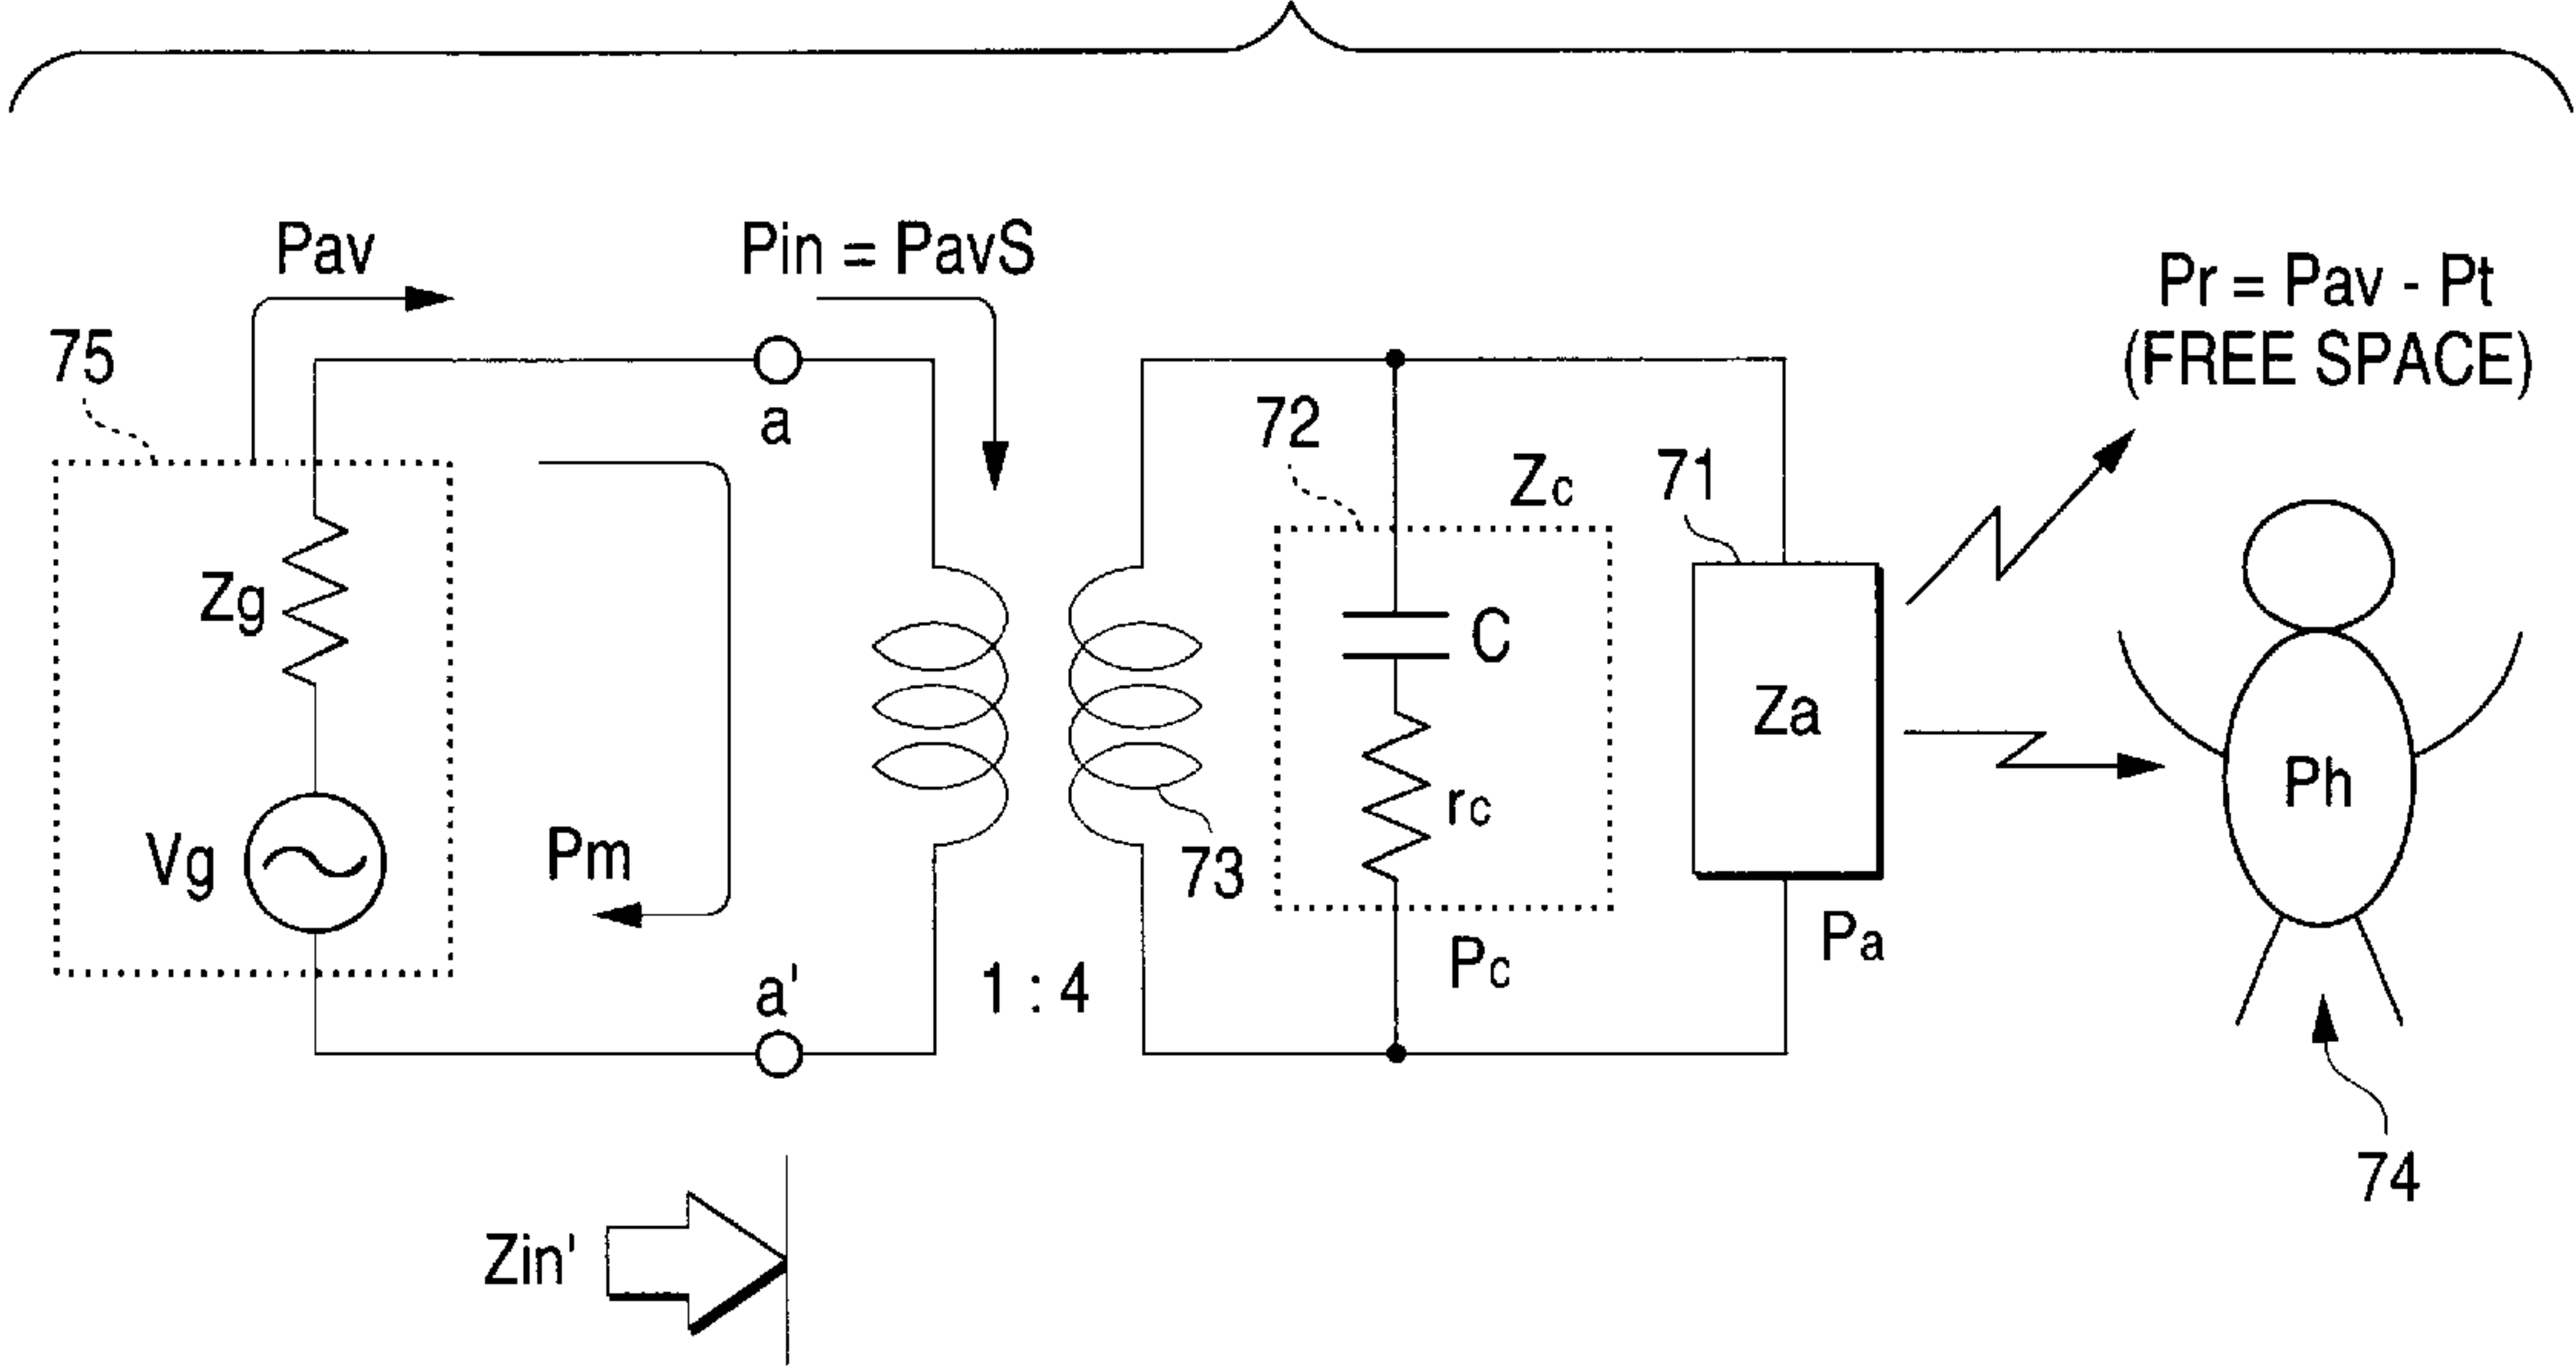 Pav
Pin = PavS
Pr = Pav - Pt
(FREE SPACE)
75
a
72
Zc
71
Zg
C
Za
rc
Ph
Vg
Pm
73
Pa
Pc
a'
1 : 4
74
Zin'